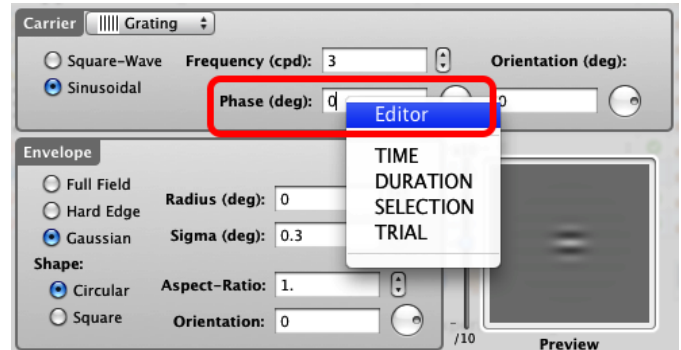 Carrier Grating
Square-Wave Frequency (cpd): 3 Orientation (deg):
Sinusoidal Phase (deg): 0 0
Editor
TIME
DURATION
SELECTION
TRIAL
Envelope
Full Field
Hard Edge Radius (deg): 0
Gaussian Sigma (deg): 0.3
Shape:
Circular Aspect-Ratio: 1.
Square Orientation: 0
/10 Preview